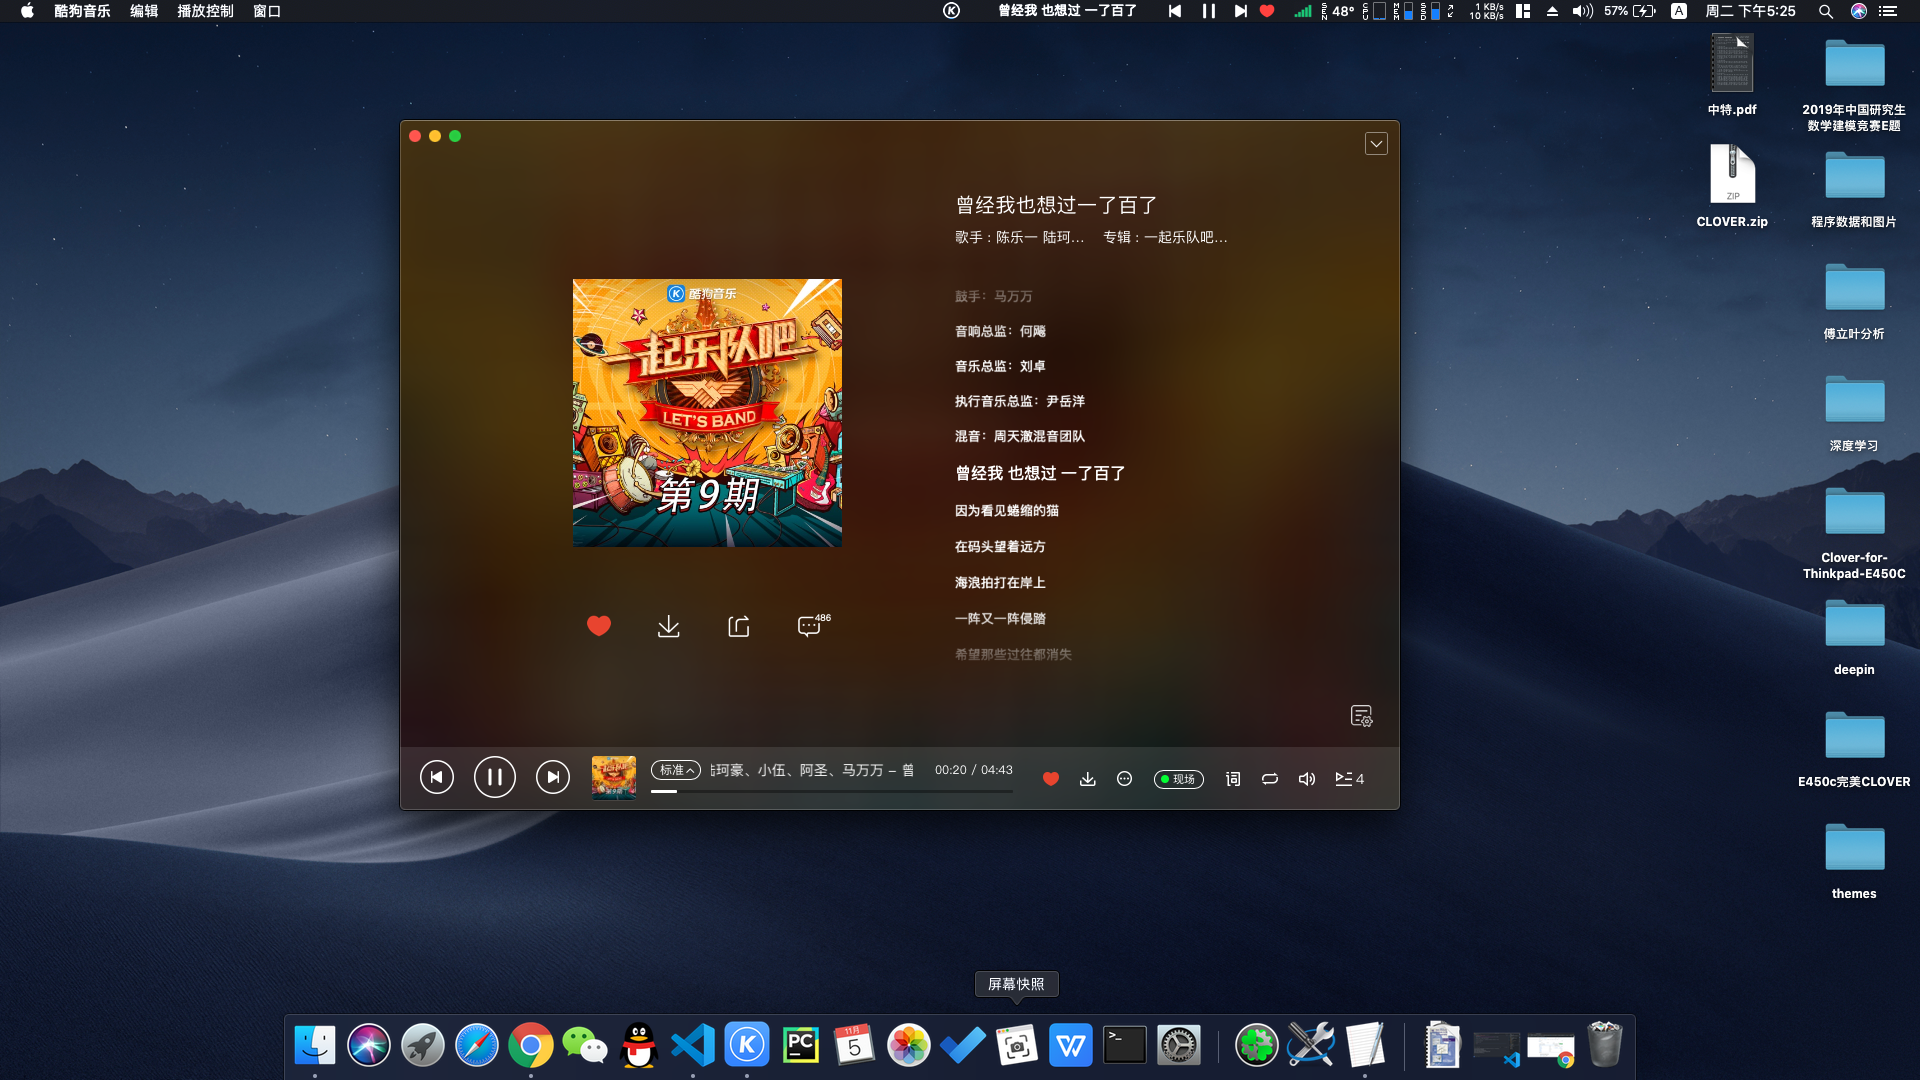 酷狗音乐 编辑 播放控制 窗口
曾经我 也想过 一了百了
SEN 48° CPU MEM SSD 1 KB/s
10 KB/s
57% A 周二 下午5:25
中特.pdf
2019年中国研究生
数学建模竞赛E题
ZIP
CLOVER.zip
程序数据和图片
傅立叶分析
深度学习
Clover-for-
Thinkpad-E450C
deepin
E450c完美CLOVER
themes
曾经我也想过一了百了
歌手 : 陈乐一 陆珂... 专辑 : 一起乐队吧...
酷狗音乐
一起乐队吧
LET'S BAND
第9期
鼓手：马万万
音响总监：何飚
音乐总监：刘卓
执行音乐总监：尹岳洋
混音：周天澈混音团队
曾经我 也想过 一了百了
因为看见蜷缩的猫
在码头望着远方
海浪拍打在岸上
一阵又一阵侵踏
希望那些过往都消失
486
标准 陆珂豪、小伍、阿圣、马万万 – 曾 00:20 / 04:43
现场 词 4
屏幕快照
PC
11月
5